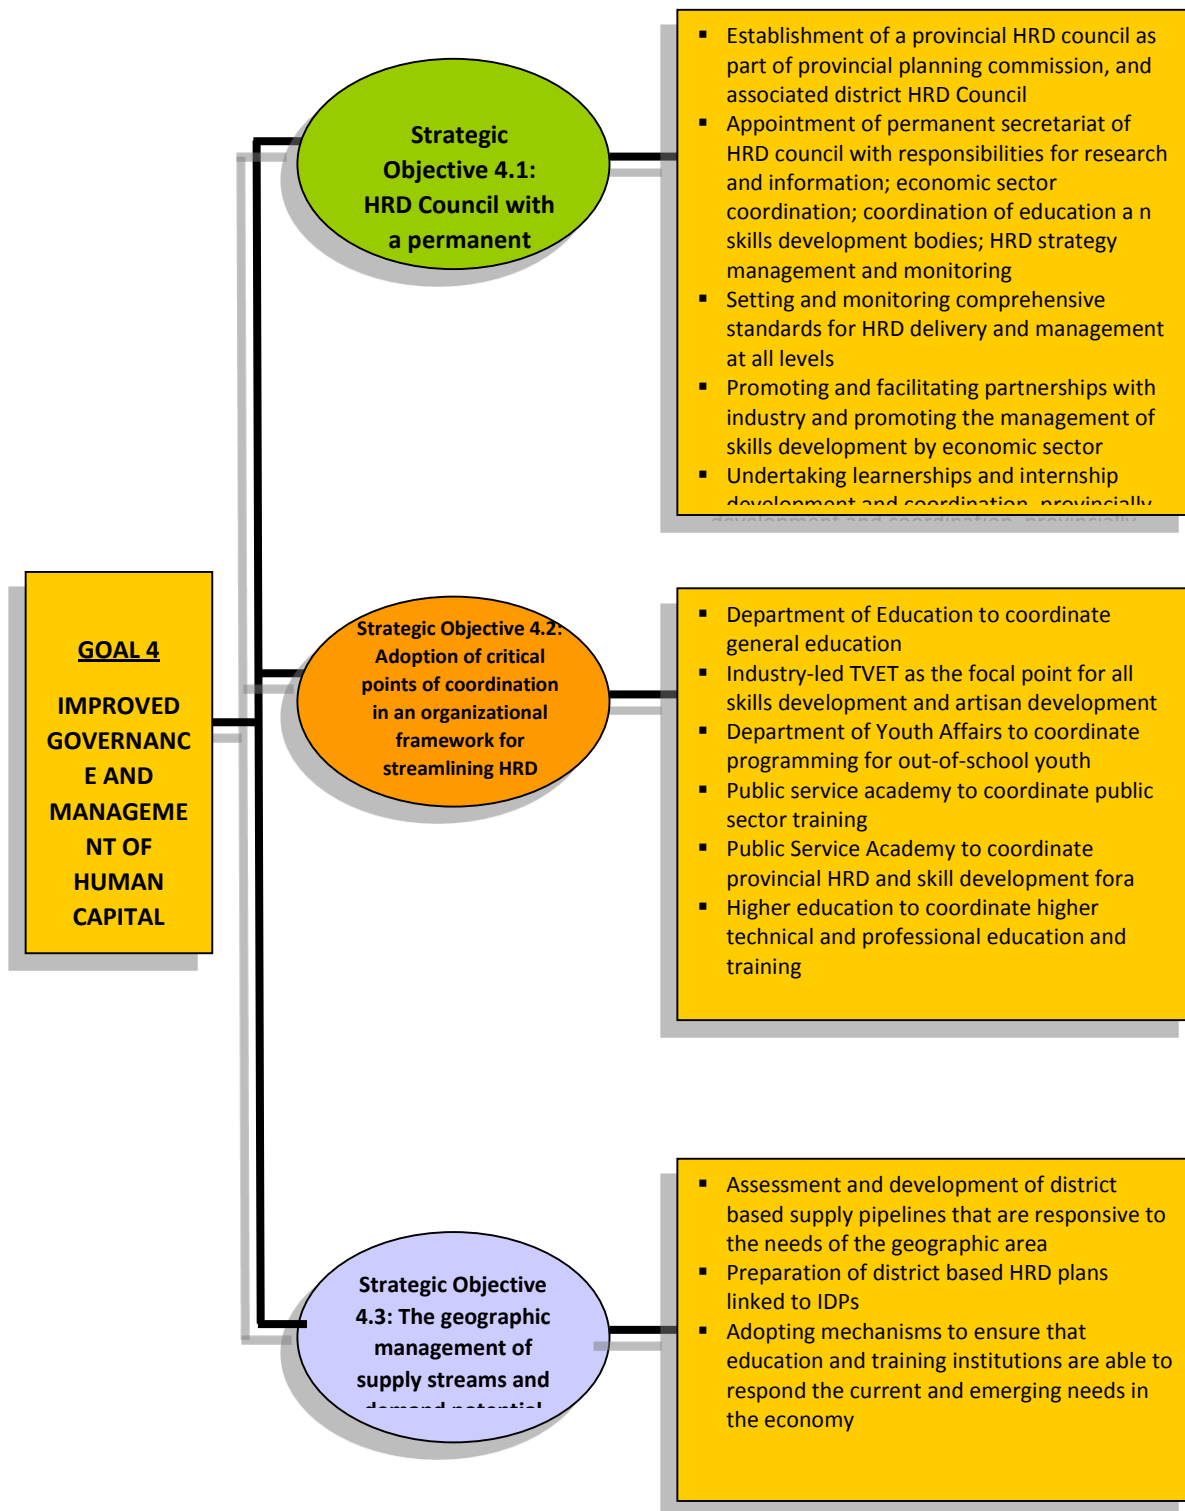 GOAL 4
IMPROVED
GOVERNANC
E AND
MANAGEME
NT OF
HUMAN
CAPITAL
Strategic
Objective 4.1:
HRD Council with
a permanent
▪ Establishment of a provincial HRD council as
part of provincial planning commission, and
associated district HRD Council
▪ Appointment of permanent secretariat of
HRD council with responsibilities for research
and information; economic sector
coordination; coordination of education a n
skills development bodies; HRD strategy
management and monitoring
▪ Setting and monitoring comprehensive
standards for HRD delivery and management
at all levels
▪ Promoting and facilitating partnerships with
industry and promoting the management of
skills development by economic sector
▪ Undertaking learnerships and internship
development and coordination, provincially
Strategic Objective 4.2:
Adoption of critical
points of coordination
in an organizational
framework for
streamlining HRD
▪ Department of Education to coordinate
general education
▪ Industry-led TVET as the focal point for all
skills development and artisan development
▪ Department of Youth Affairs to coordinate
programming for out-of-school youth
▪ Public service academy to coordinate public
sector training
▪ Public Service Academy to coordinate
provincial HRD and skill development fora
▪ Higher education to coordinate higher
technical and professional education and
training
Strategic Objective
4.3: The geographic
management of
supply streams and
demand potential
▪ Assessment and development of district
based supply pipelines that are responsive to
the needs of the geographic area
▪ Preparation of district based HRD plans
linked to IDPs
▪ Adopting mechanisms to ensure that
education and training institutions are able to
respond the current and emerging needs in
the economy